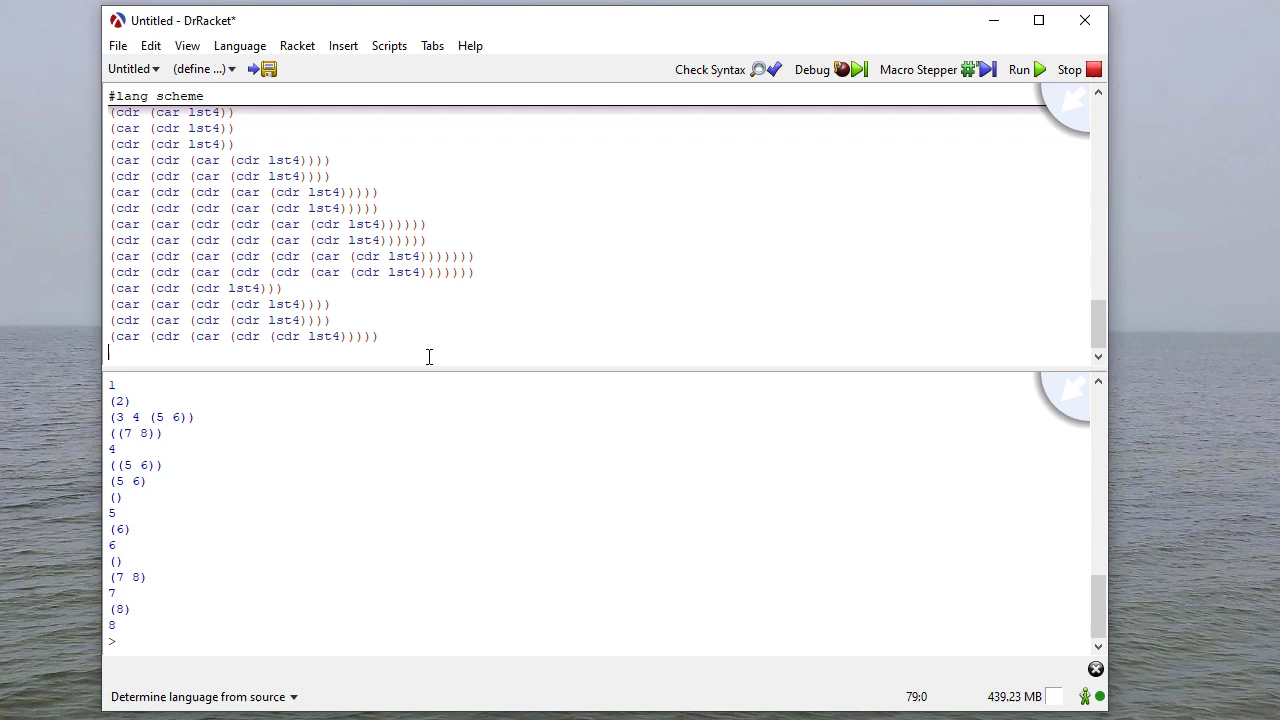 Untitled - DrRacket*
File Edit View Language Racket Insert Scripts Tabs Help
Untitled (define ...) Check Syntax Debug Macro Stepper Run Stop
#lang scheme
(cdr (car lst4))
(car (cdr lst4))
(cdr (cdr lst4))
(car (cdr (car (cdr lst4))))
(cdr (cdr (car (cdr lst4))))
(car (cdr (cdr (car (cdr lst4)))))
(cdr (cdr (cdr (car (cdr lst4)))))
(car (car (cdr (cdr (car (cdr lst4))))))
(cdr (car (cdr (cdr (car (cdr lst4))))))
(car (cdr (car (cdr (cdr (car (cdr lst4)))))))
(cdr (cdr (car (cdr (cdr (car (cdr lst4)))))))
(car (cdr (cdr lst4)))
(car (car (cdr (cdr lst4))))
(cdr (car (cdr (cdr lst4))))
(car (cdr (car (cdr (cdr lst4)))))
1
(2)
(3 4 (5 6))
((7 8))
4
((5 6))
(5 6)
()
5
(6)
6
()
(7 8)
7
(8)
8
>
Determine language from source 79:0 439.23 MB